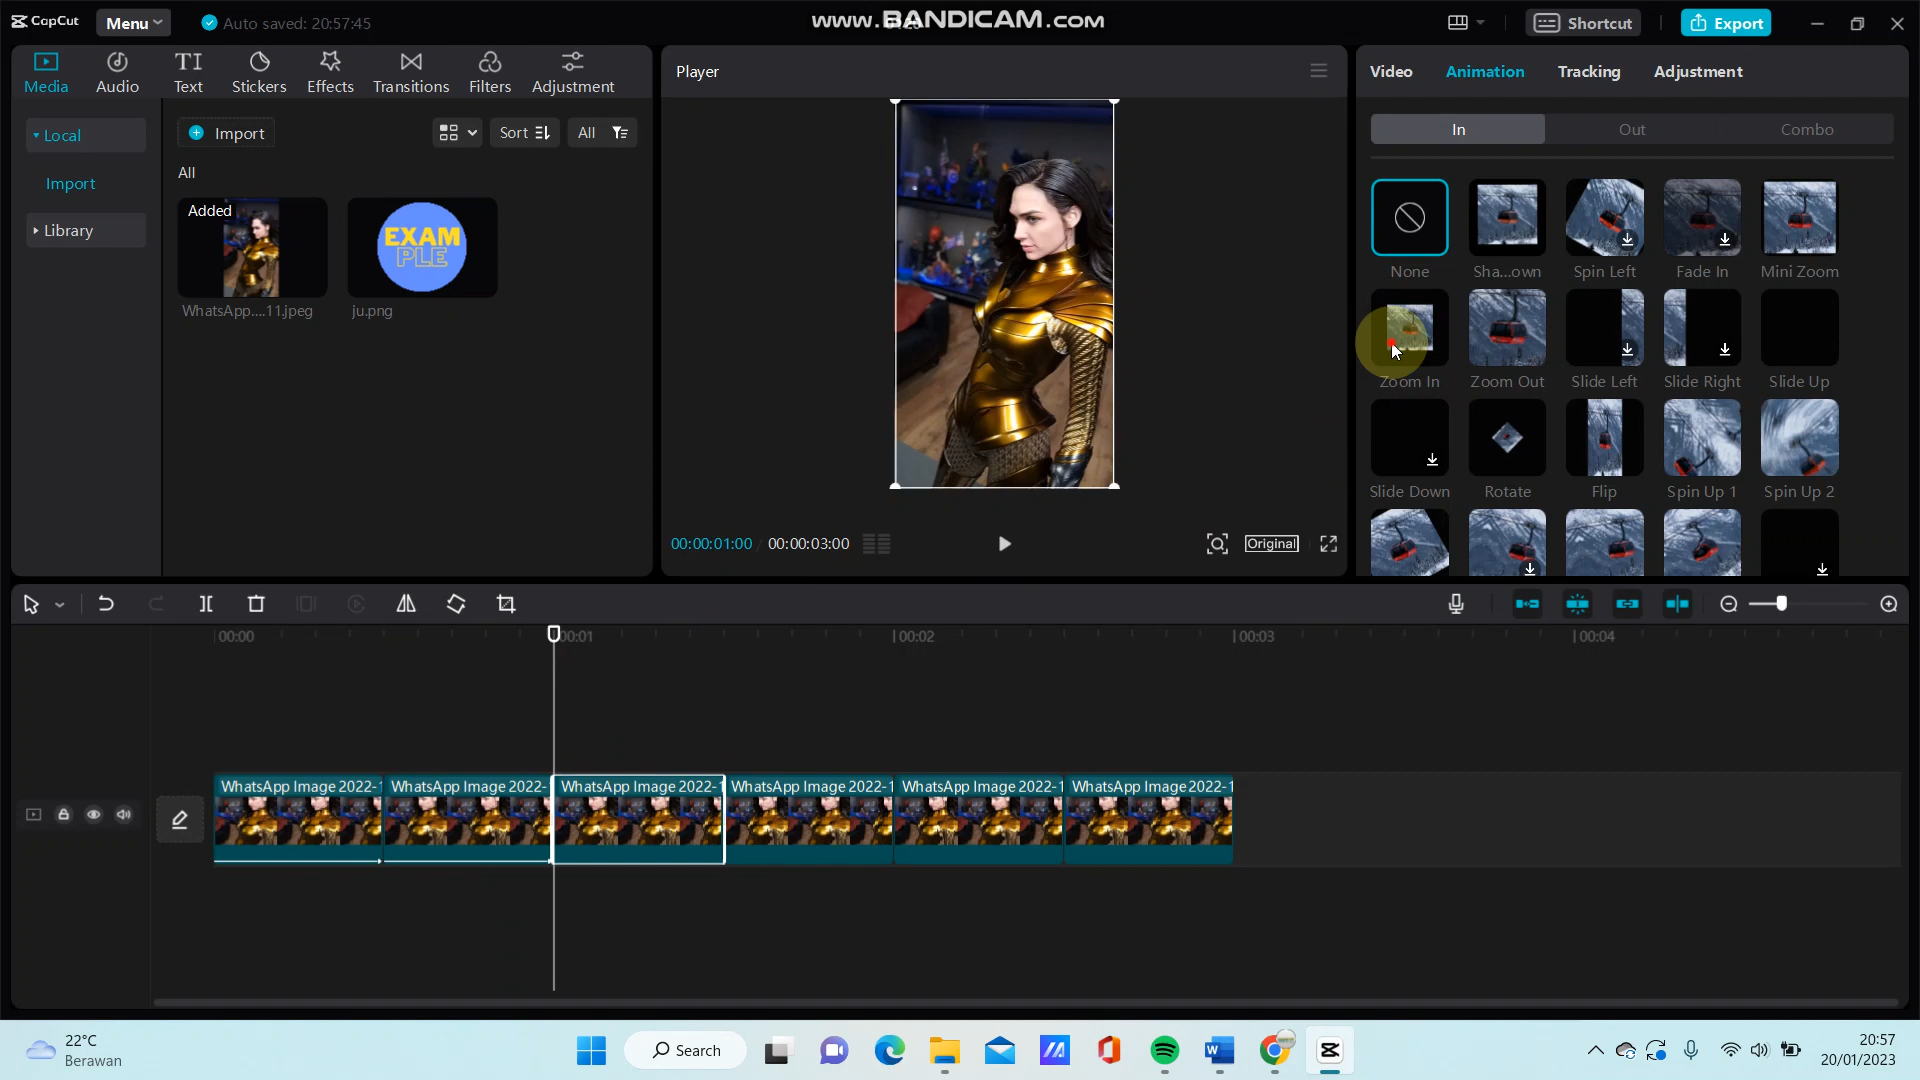 CapCut
Menu
Auto saved: 20:57:45
www.BANDICAM.com
Shortcut
Export
Media
Audio
Text
Stickers
Effects
Transitions
Filters
Adjustment
Player
Video
Animation
Tracking
Adjustment
Local
Import
Library
Import
Sort
All
All
Added
WhatsApp....11.jpeg
EXAM
PLE
ju.png
In
Out
Combo
None
Sha...own
Spin Left
Fade In
Mini Zoom
Zoom In
Zoom Out
Slide Left
Slide Right
Slide Up
Slide Down
Rotate
Flip
Spin Up 1
Spin Up 2
00:00:01:00 / 00:00:03:00
Original
00:00
00:01
00:02
00:03
00:04
WhatsApp Image 2022-1
WhatsApp Image 2022-
WhatsApp Image 2022-1
WhatsApp Image 2022-1
WhatsApp Image 2022-1
WhatsApp Image 2022-1
22°C
Berawan
Search
20:57
20/01/2023